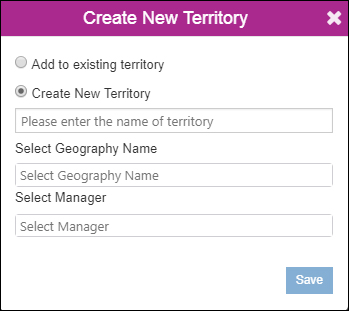 Create New Territory
Add to existing territory
Create New Territory
Please enter the name of territory
Select Geography Name
Select Geography Name
Select Manager
Select Manager
Save